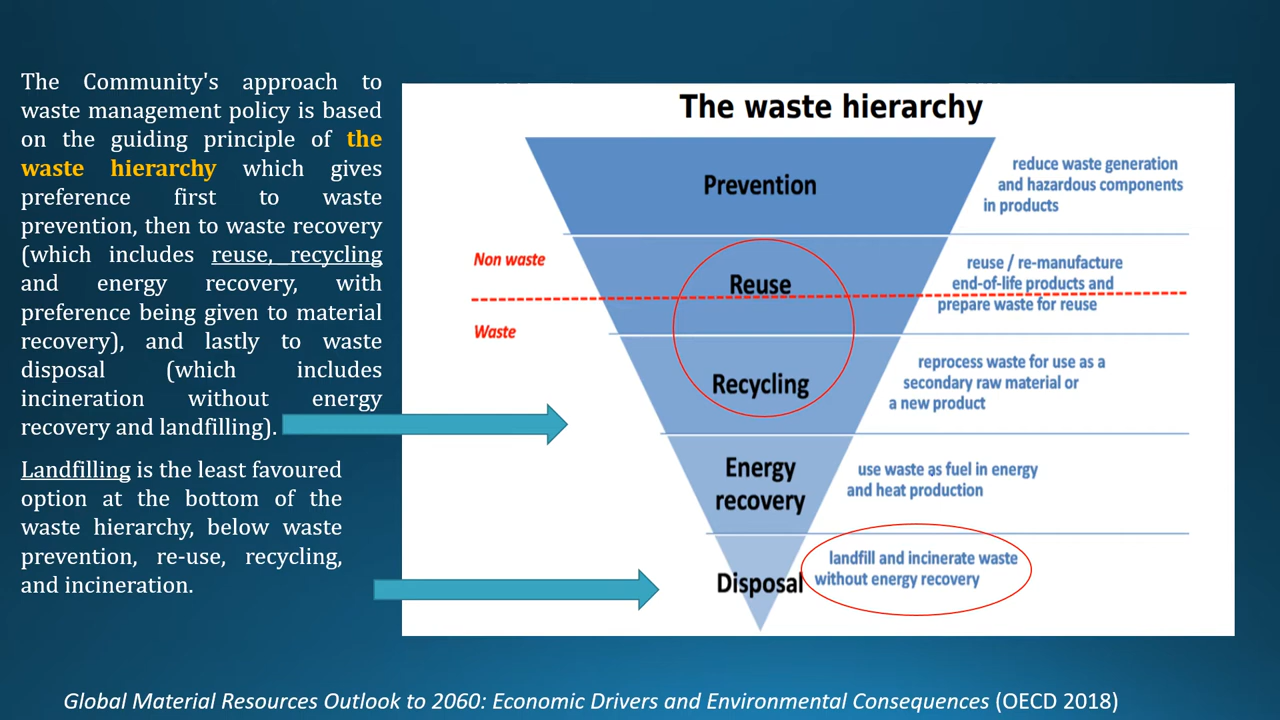 The Community's approach to
waste management policy is based
on the guiding principle of the
waste hierarchy which gives
preference first to waste
prevention, then to waste recovery
(which includes reuse, recycling
and energy recovery, with
preference being given to material
recovery), and lastly to waste
disposal (which includes
incineration without energy
recovery and landfilling).
Landfilling is the least favoured
option at the bottom of the
waste hierarchy, below waste
prevention, re-use, recycling,
and incineration.
The waste hierarchy
Prevention
reduce waste generation
and hazardous components
in products
Non waste
Reuse
reuse / re-manufacture
end-of-life products and
prepare waste for reuse
Waste
Recycling
reprocess waste for use as a
secondary raw material or
a new product
Energy
recovery
use waste as fuel in energy
and heat production
Disposal
landfill and incinerate waste
without energy recovery
Global Material Resources Outlook to 2060: Economic Drivers and Environmental Consequences (OECD 2018)